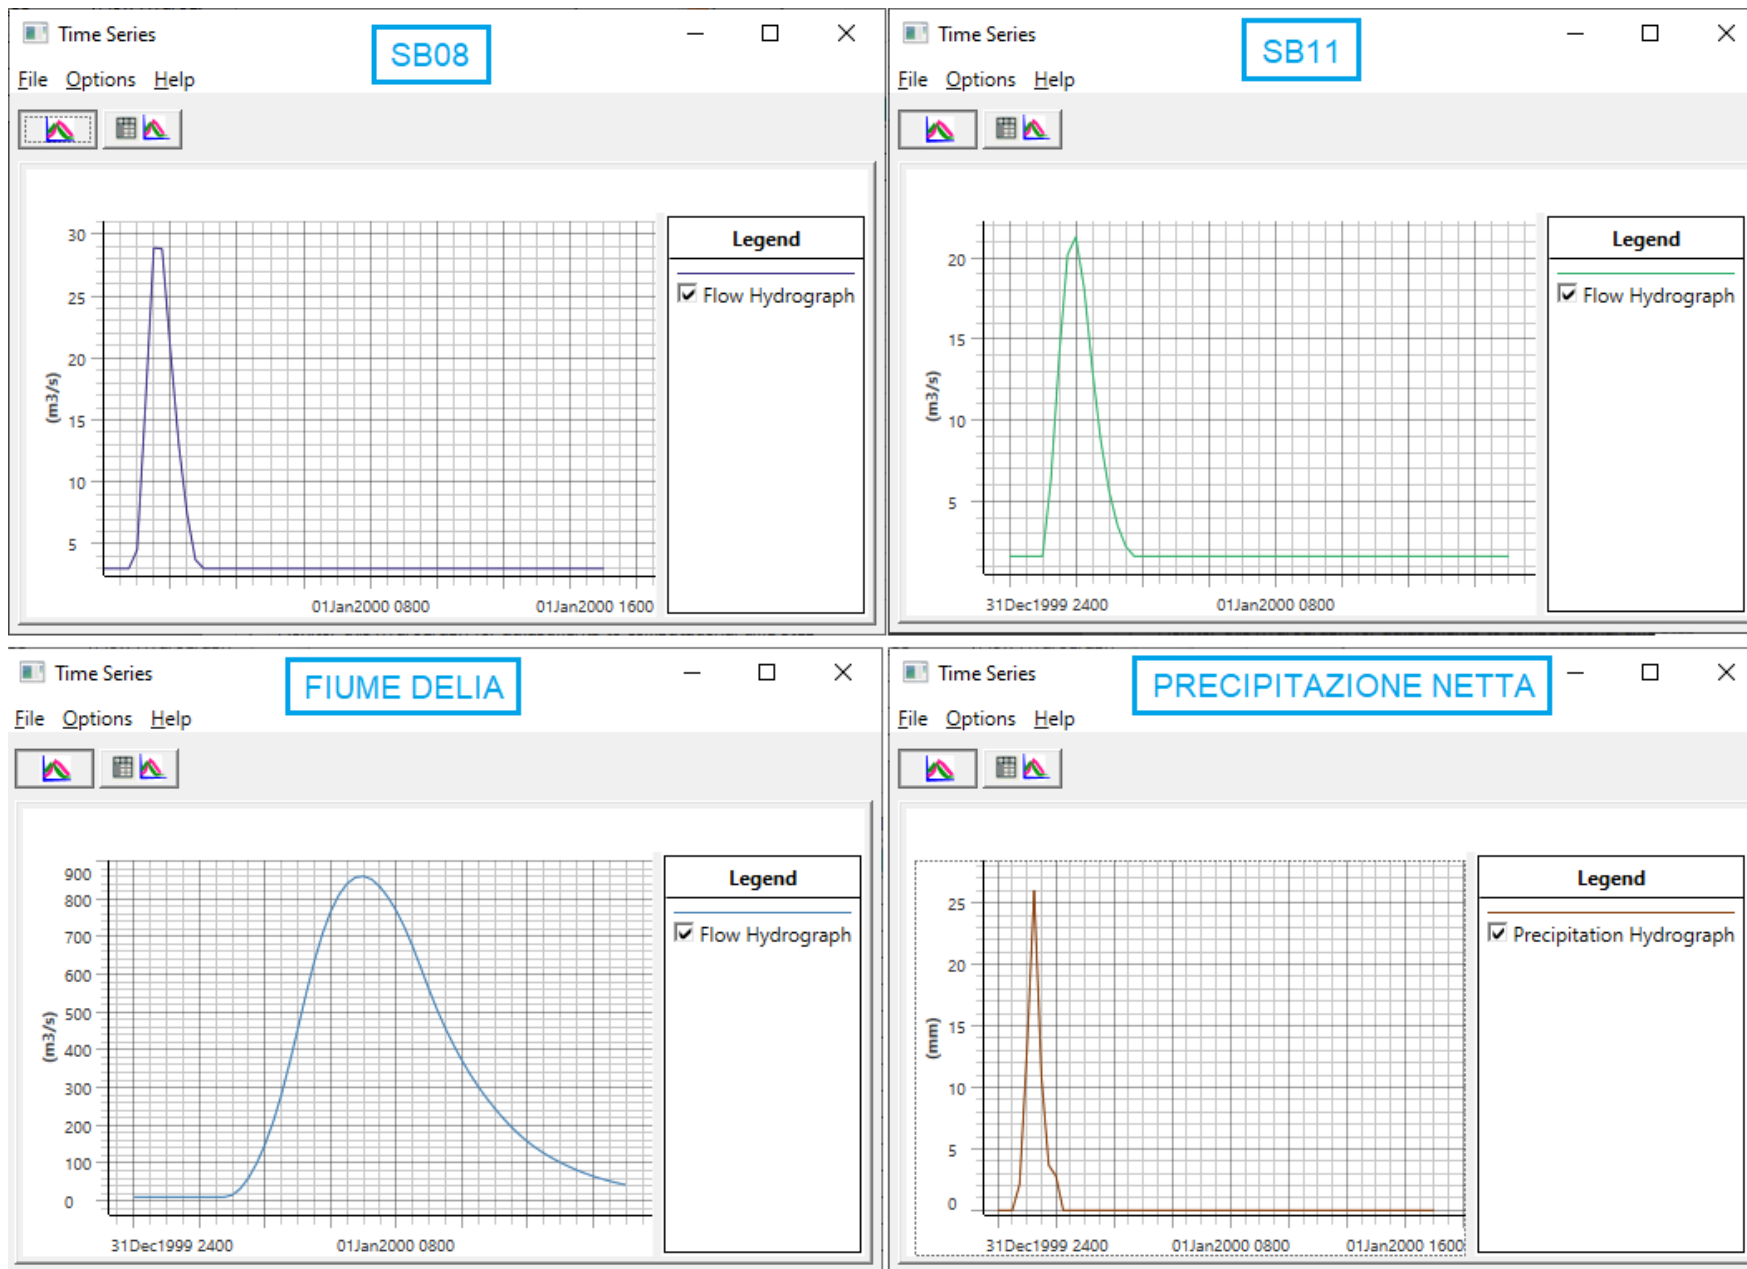 Time Series
SB08
File Options Help
30
25
20
15
10
5
(m3/s)
01Jan2000 0800
01Jan2000 1600
Legend
Flow Hydrograph
Time Series
SB11
File Options Help
20
15
10
5
(m3/s)
31Dec1999 2400
01Jan2000 0800
Legend
Flow Hydrograph
Time Series
FIUME DELIA
File Options Help
900
800
700
600
500
400
300
200
100
0
(m3/s)
31Dec1999 2400
01Jan2000 0800
Legend
Flow Hydrograph
Time Series
PRECIPITAZIONE NETTA
File Options Help
25
20
15
10
5
0
(mm)
31Dec1999 2400
01Jan2000 0800
01Jan2000 1600
Legend
Precipitation Hydrograph